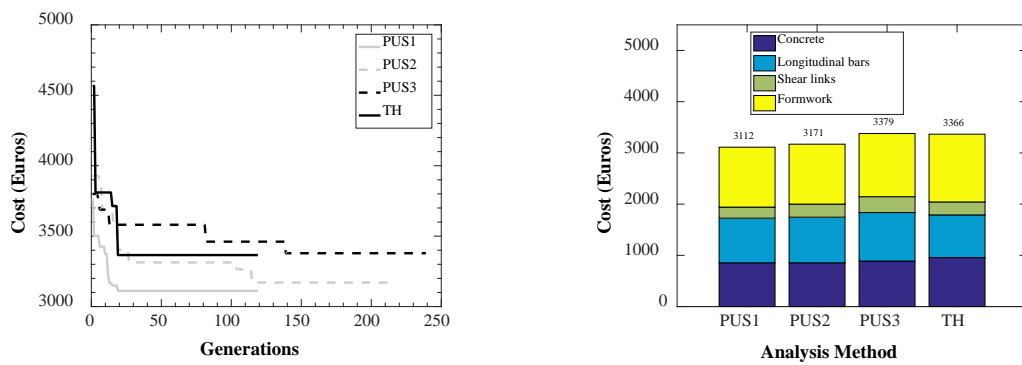 5000
4500
4000
3500
3000
Cost (Euros)
PUS1
PUS2
PUS3
TH
0
50
100
150
200
250
Generations
5000
4000
3000
2000
1000
0
Cost (Euros)
Concrete
Longitudinal bars
Shear links
Formwork
3112
3171
3379
3366
PUS1
PUS2
PUS3
TH
Analysis Method